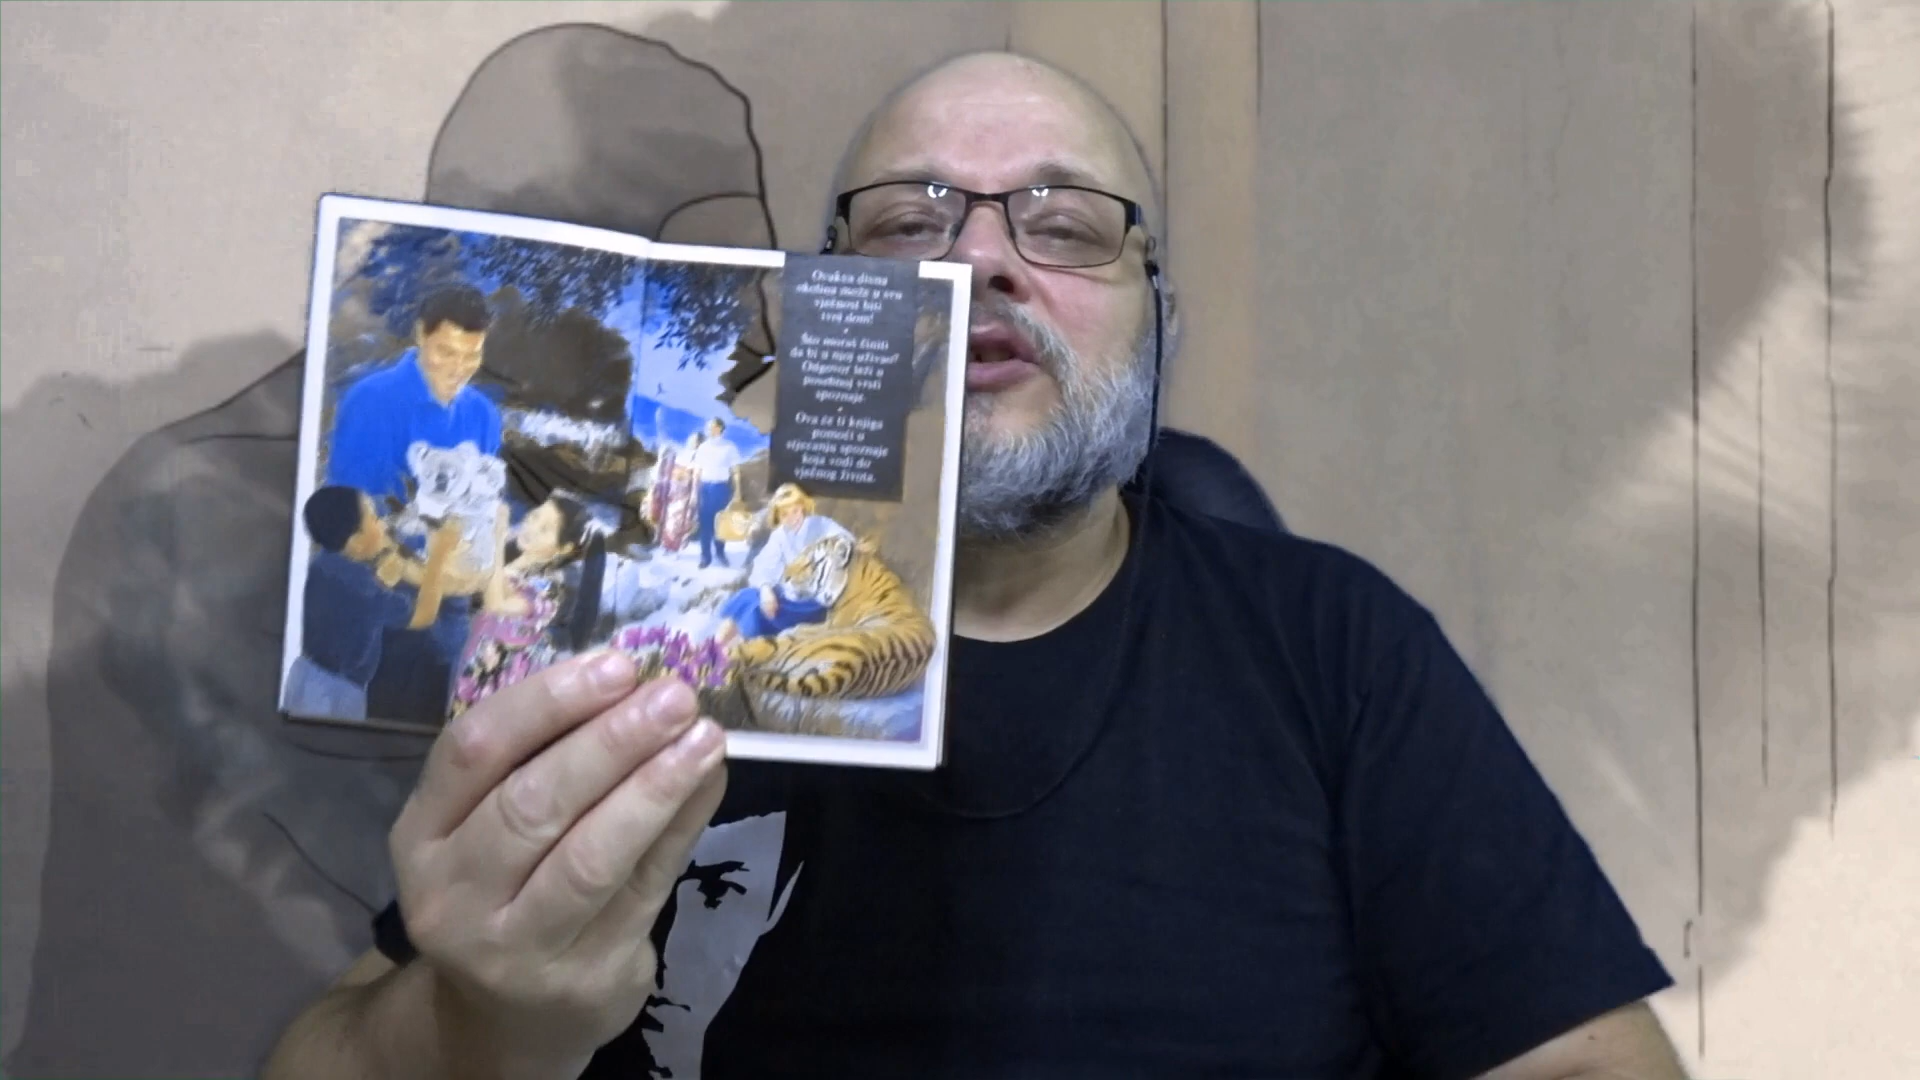 Ovakva divna
okolina može u svu
vječnost biti
tvoj dom!
•
Što moraš činiti
da bi u njoj uživao?
Odgovor leži u
posebnoj vrsti
spoznaje.
•
Ova će ti knjiga
pomoći u
stjecanju spoznaje
koja vodi do
vječnog života.